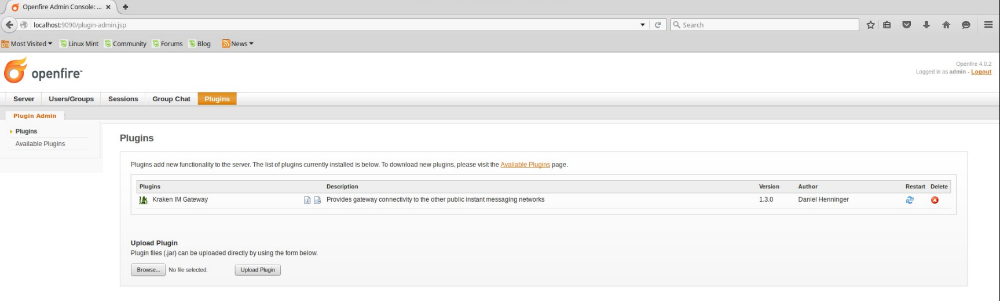 Openfire Admin Console: ...
localhost:9090/plugin-admin.jsp
Search
Most Visited Linux Mint Community Forums Blog News
openfire™
Openfire 4.0.2
Logged in as admin - Logout
Server Users/Groups Sessions Group Chat Plugins
Plugin Admin
Plugins
Available Plugins
Plugins
Plugins add new functionality to the server. The list of plugins currently installed is below. To download new plugins, please visit the Available Plugins page.
Plugins Description Version Author Restart Delete
Kraken IM Gateway Provides gateway connectivity to the other public instant messaging networks 1.3.0 Daniel Henninger
Upload Plugin
Plugin files (.jar) can be uploaded directly by using the form below.
Browse... No file selected. Upload Plugin